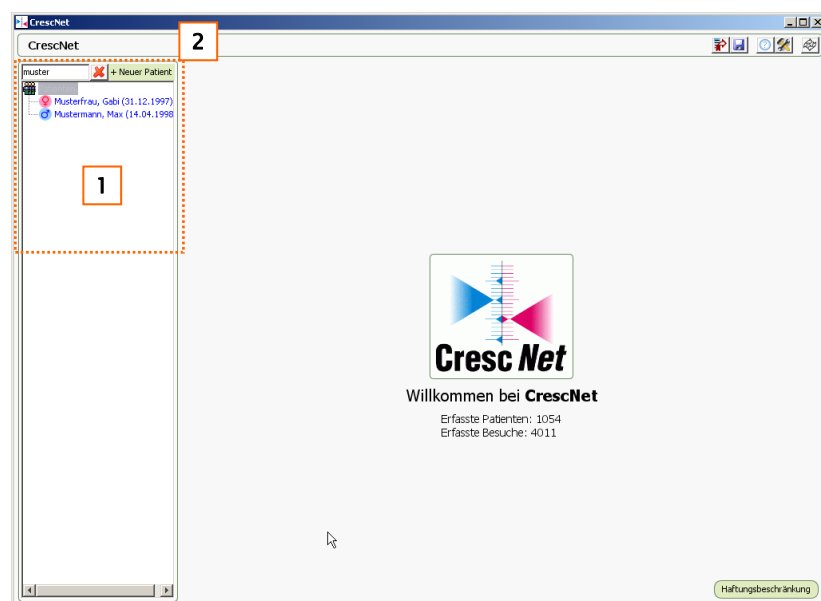 CrescNet
CrescNet
2
muster
+ Neuer Patient
Musterfrau, Gabi (31.12.1997)
Mustermann, Max (14.04.1998
1
Cresc Net
Willkommen bei CrescNet
Erfasste Patienten: 1054
Erfasste Besuche: 4011
Haftungsbeschränkung